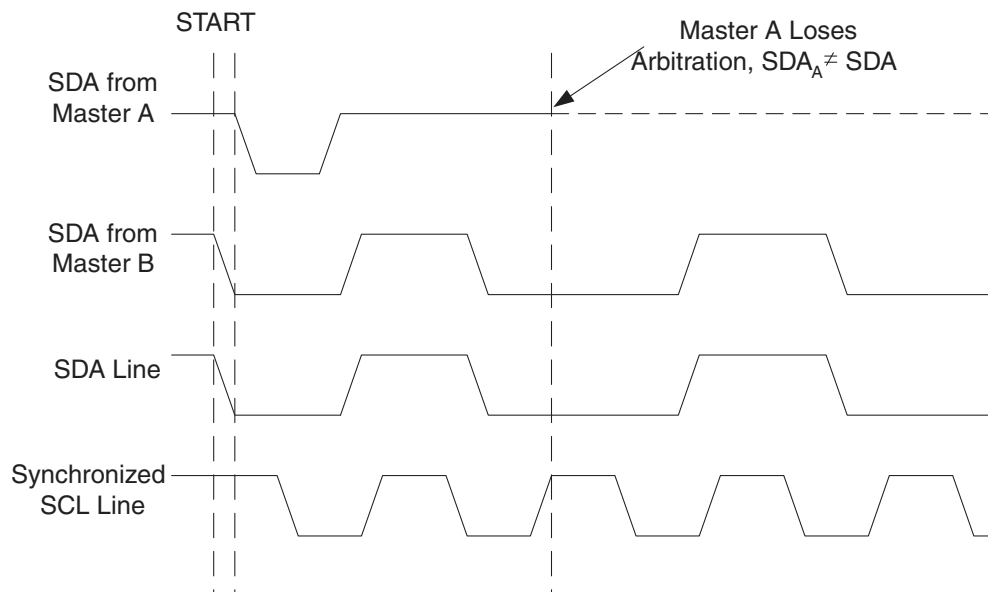 START
Master A Loses
Arbitration, SDA_A ≠ SDA
SDA from
Master A
SDA from
Master B
SDA Line
Synchronized
SCL Line